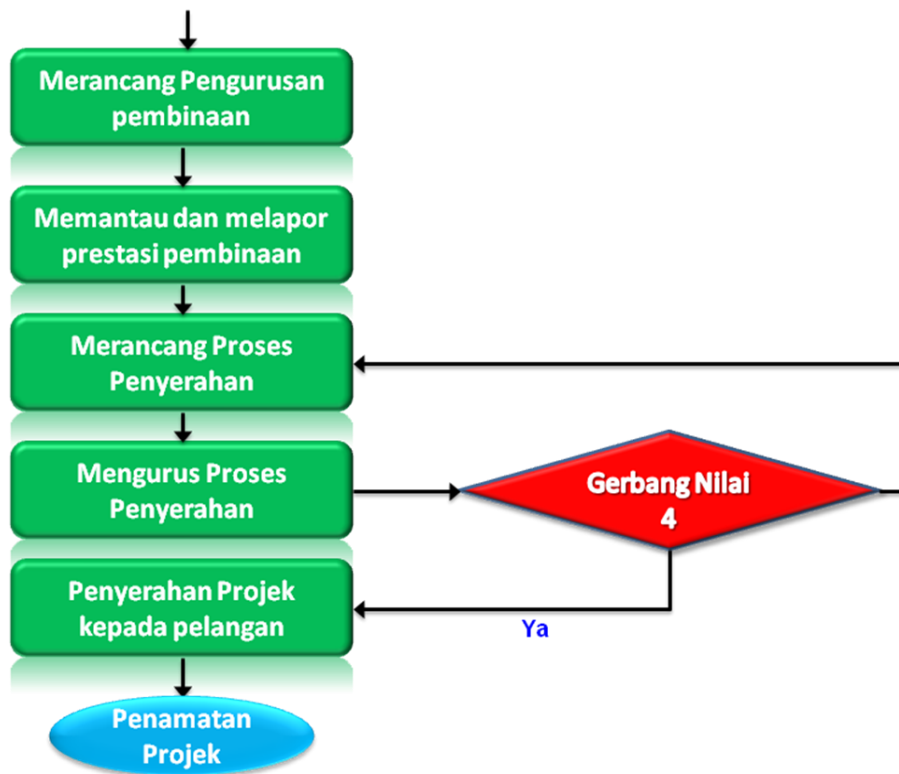 Merancang Pengurusan
pembinaan
Memantau dan melapor
prestasi pembinaan
Merancang Proses
Penyerahan
Mengurus Proses
Penyerahan
Gerbang Nilai
4
Penyerahan Projek
kepada pelangan
Ya
Penamatan
Projek